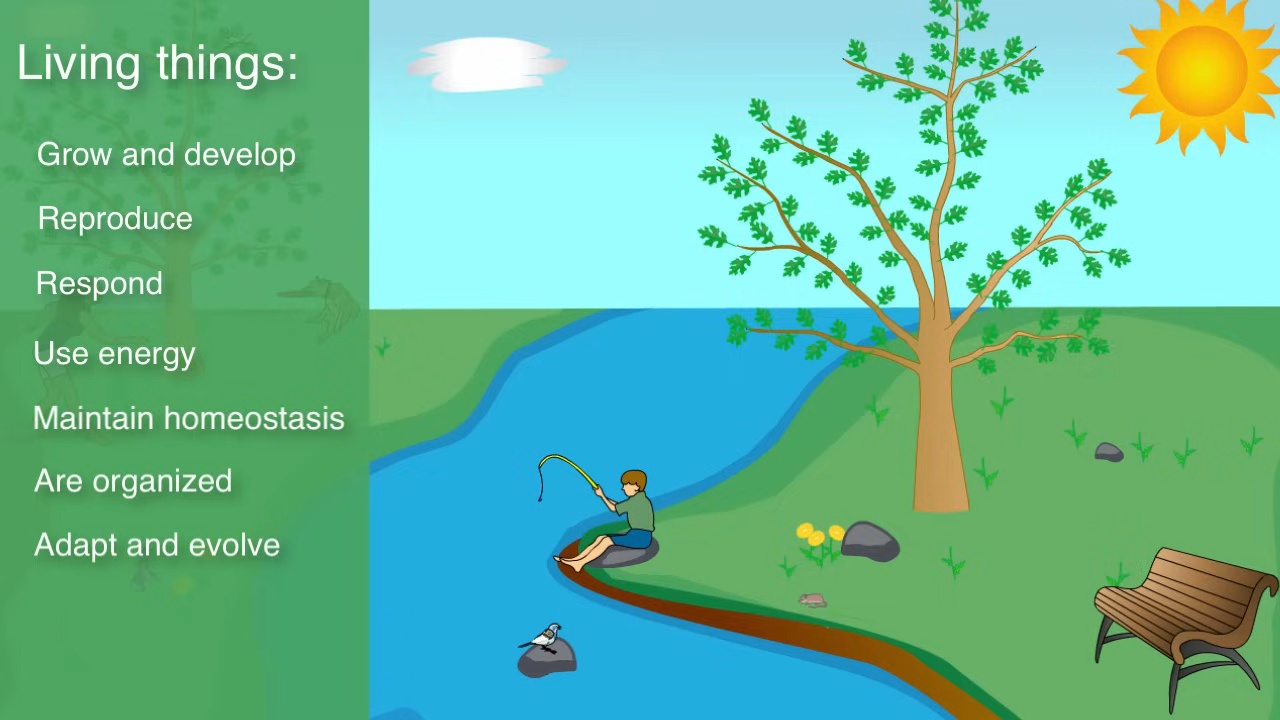 Living things:
Grow and develop
Reproduce
Respond
Use energy
Maintain homeostasis
Are organized
Adapt and evolve